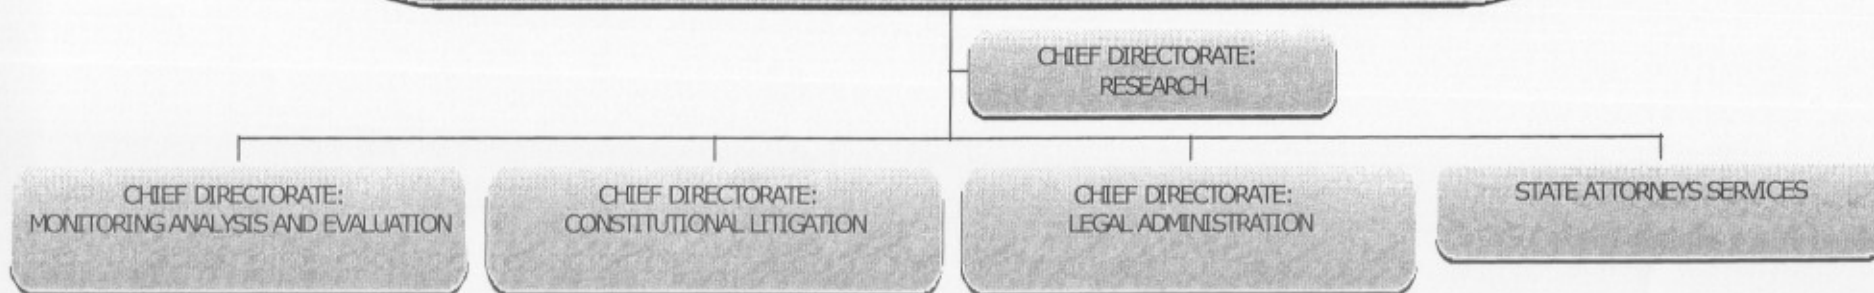 CHIEF DIRECTORATE:
RESEARCH
CHIEF DIRECTORATE:
MONITORING ANALYSIS AND EVALUATION
CHIEF DIRECTORATE:
CONSTITUTIONAL LITIGATION
CHIEF DIRECTORATE:
LEGAL ADMINISTRATION
STATE ATTORNEYS SERVICES